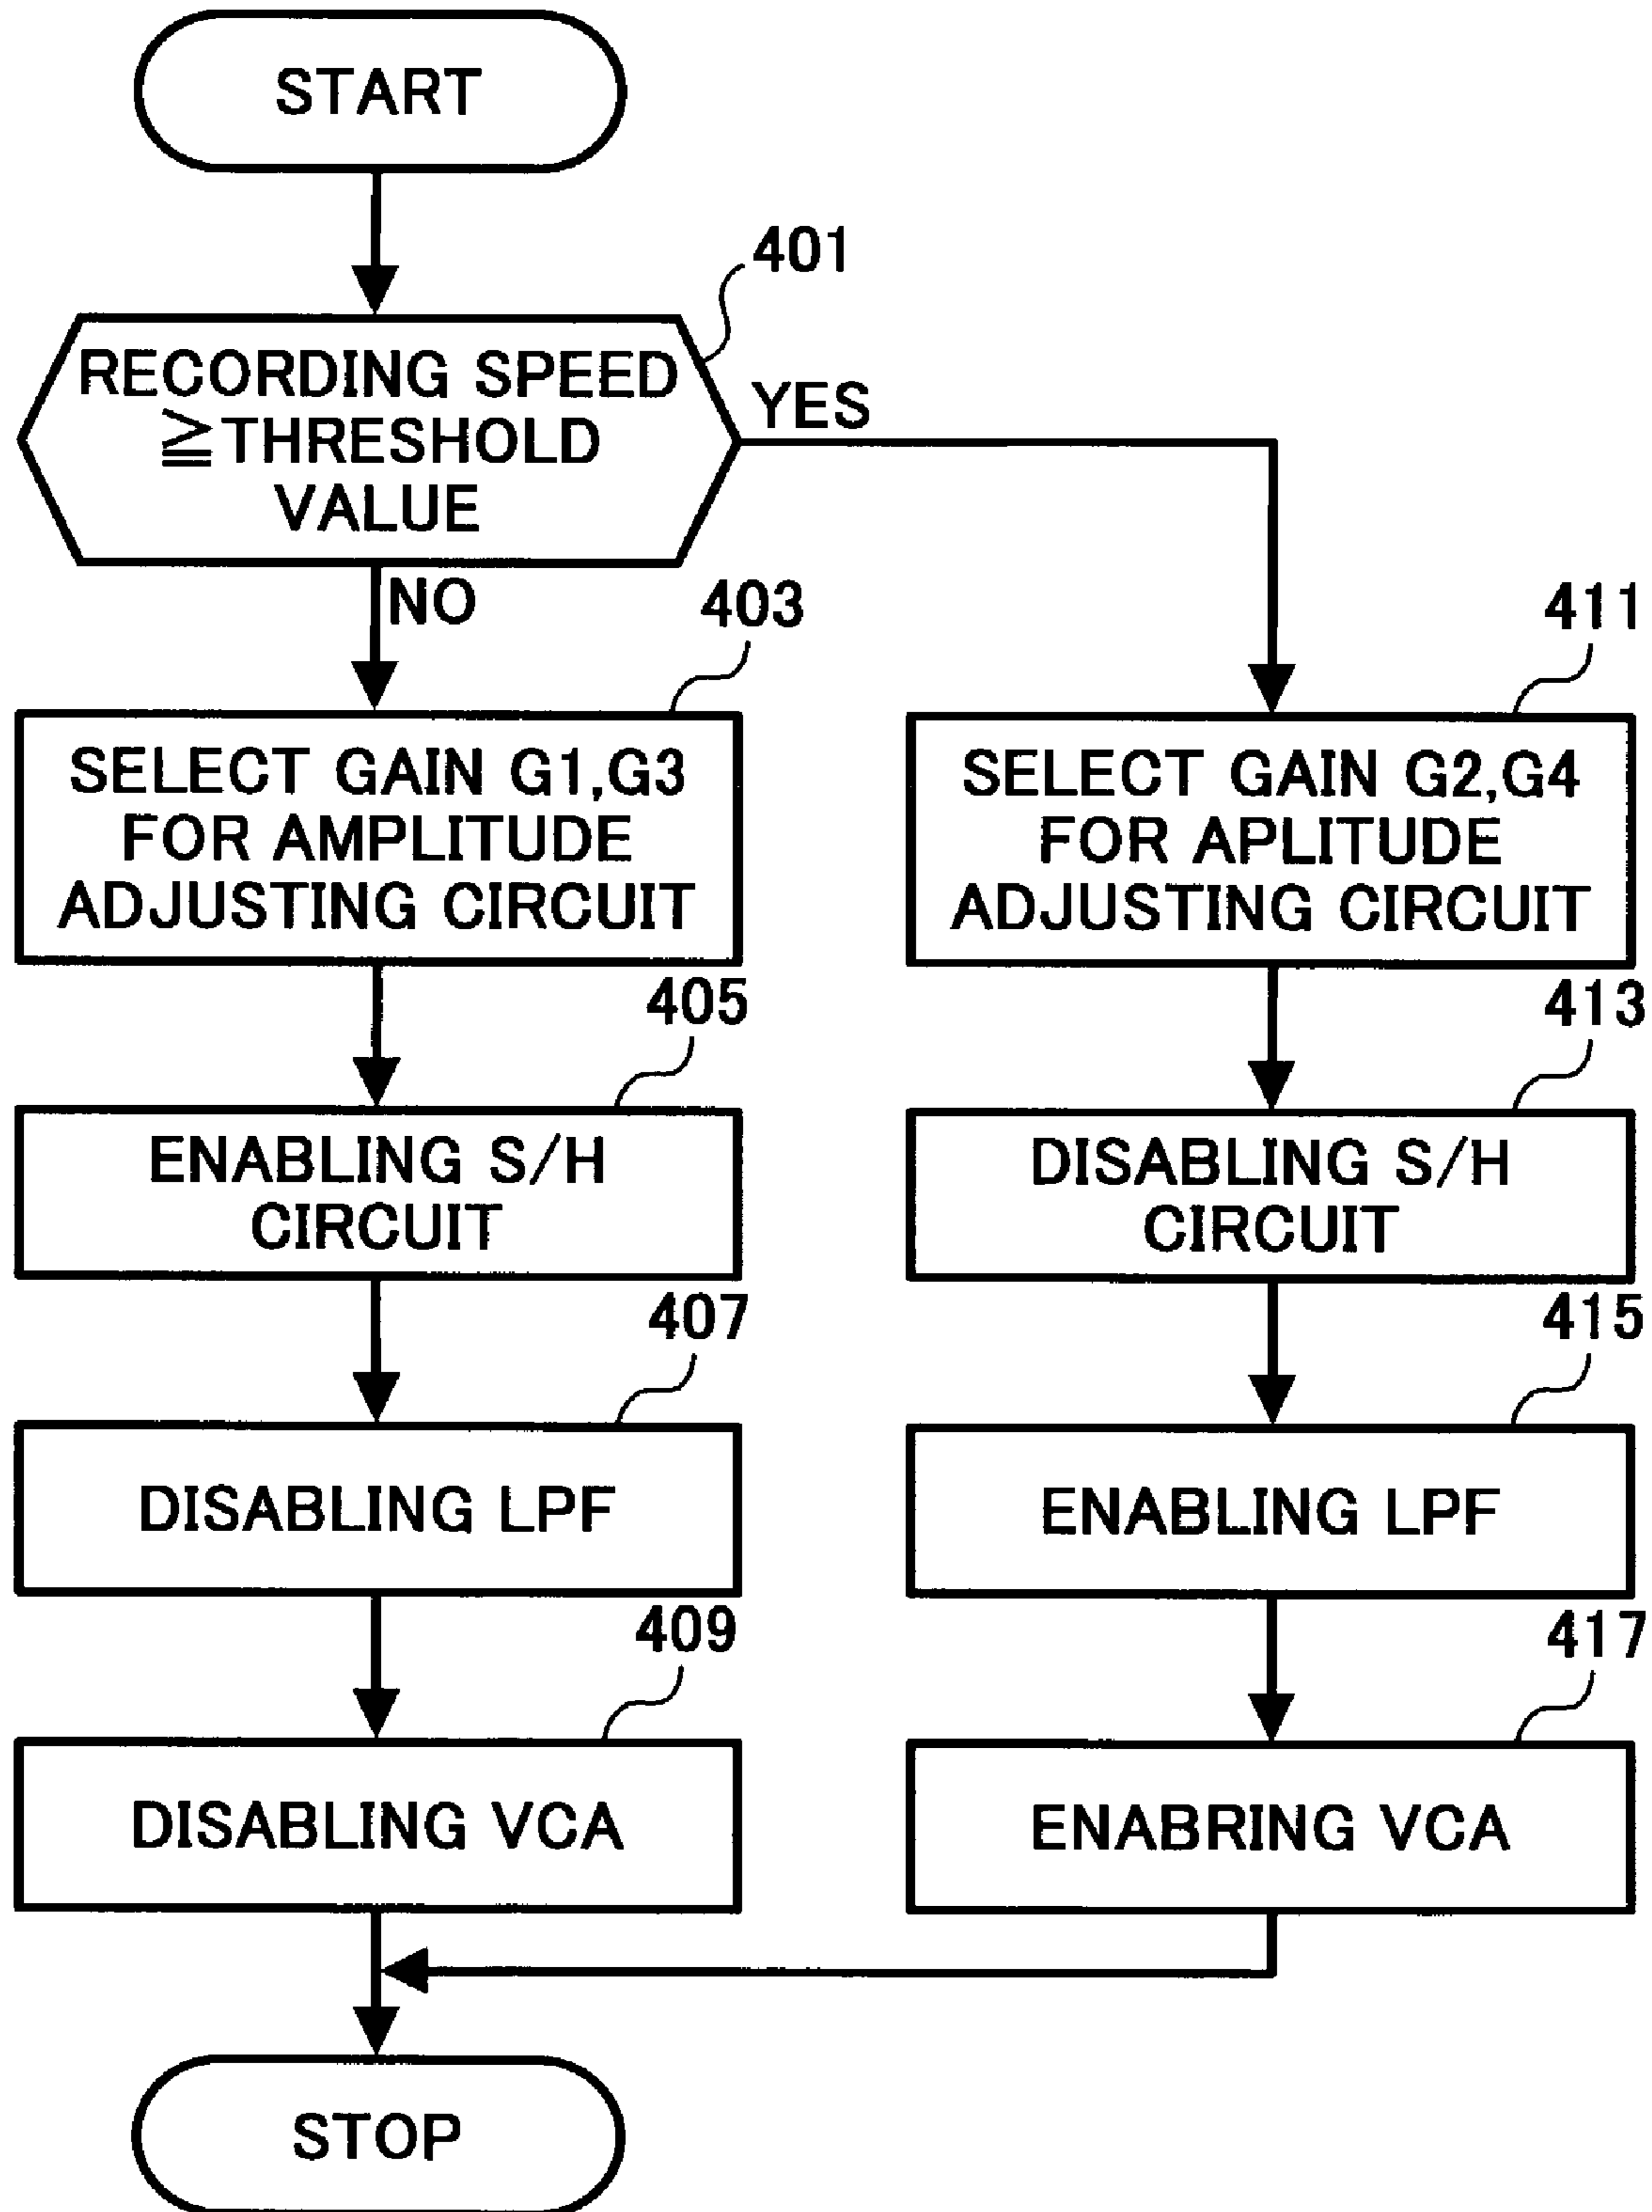 START
401
RECORDING SPEED
≧THRESHOLD
VALUE
YES
NO
403
SELECT GAIN G1,G3
FOR AMPLITUDE
ADJUSTING CIRCUIT
405
ENABLING S/H
CIRCUIT
407
DISABLING LPF
409
DISABLING VCA
411
SELECT GAIN G2,G4
FOR APLITUDE
ADJUSTING CIRCUIT
413
DISABLING S/H
CIRCUIT
415
ENABLING LPF
417
ENABRING VCA
STOP